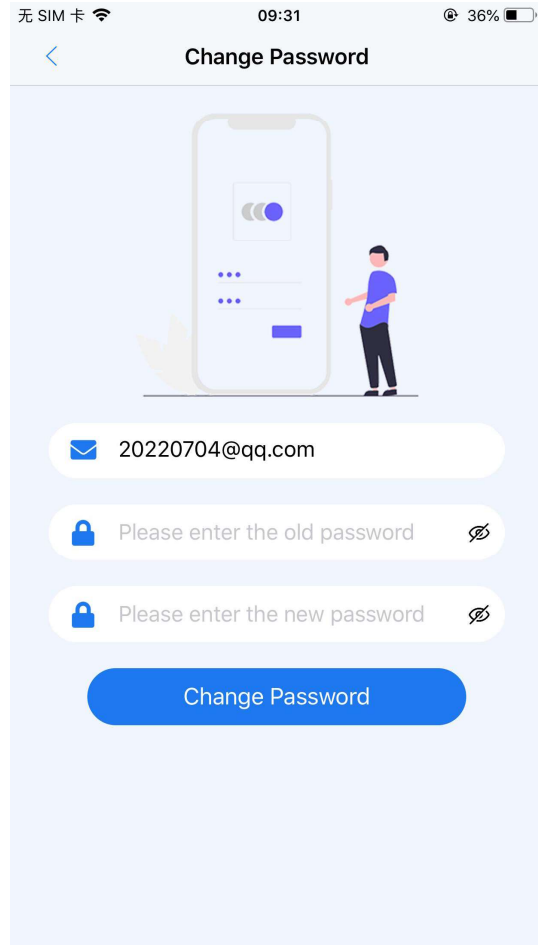 无 SIM 卡 09:31 36%
Change Password
20220704@qq.com
Please enter the old password
Please enter the new password
Change Password